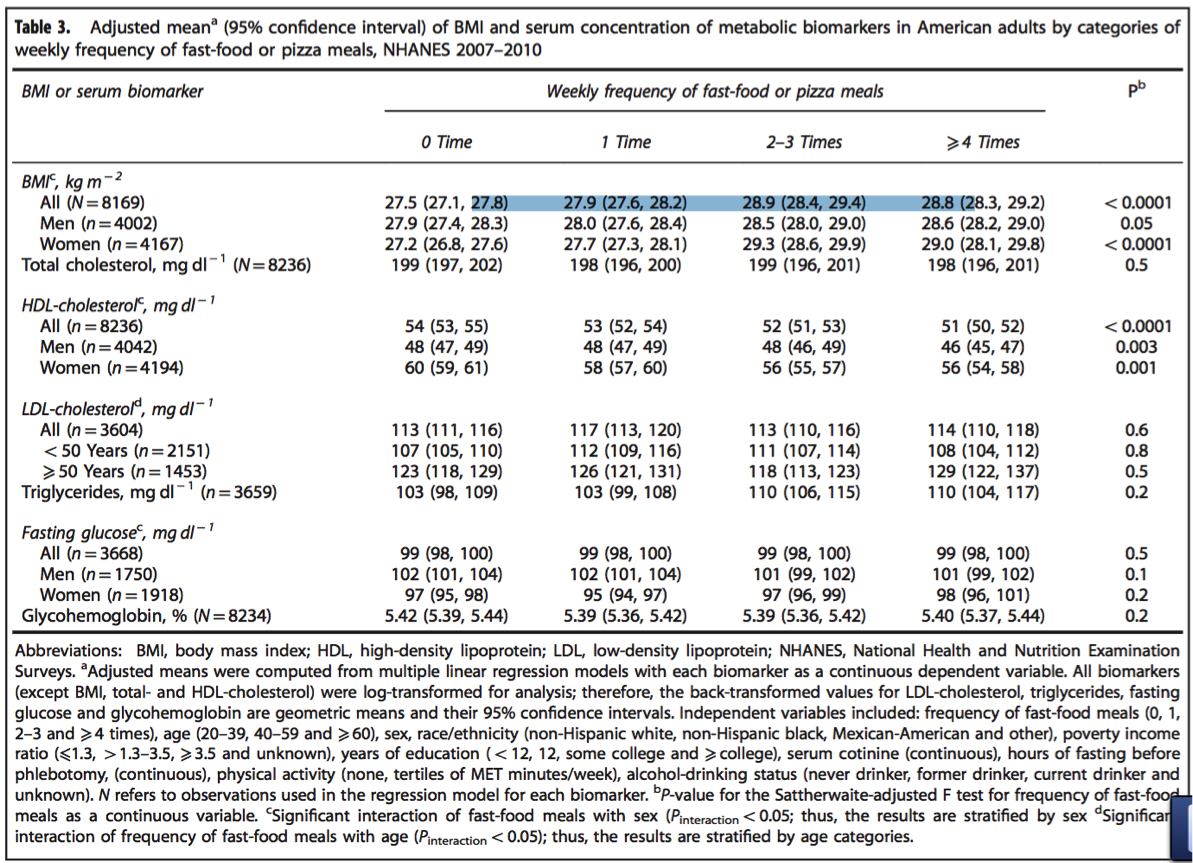 Table 3. Adjusted meanᵃ (95% confidence interval) of BMI and serum concentration of metabolic biomarkers in American adults by categories of
weekly frequency of fast-food or pizza meals, NHANES 2007–2010
BMI or serum biomarker Weekly frequency of fast-food or pizza meals Pᵇ
0 Time 1 Time 2–3 Times ⩾4 Times
BMIᶜ, kg m⁻²
All (N=8169) 27.5 (27.1, 27.8) 27.9 (27.6, 28.2) 28.9 (28.4, 29.4) 28.8 (28.3, 29.2) <0.0001
Men (n=4002) 27.9 (27.4, 28.3) 28.0 (27.6, 28.4) 28.5 (28.0, 29.0) 28.6 (28.2, 29.0) 0.05
Women (n=4167) 27.2 (26.8, 27.6) 27.7 (27.3, 28.1) 29.3 (28.6, 29.9) 29.0 (28.1, 29.8) <0.0001
Total cholesterol, mg dl⁻¹ (N=8236) 199 (197, 202) 198 (196, 200) 199 (196, 201) 198 (196, 201) 0.5
HDL-cholesterolᶜ, mg dl⁻¹
All (n=8236) 54 (53, 55) 53 (52, 54) 52 (51, 53) 51 (50, 52) <0.0001
Men (n=4042) 48 (47, 49) 48 (47, 49) 48 (46, 49) 46 (45, 47) 0.003
Women (n=4194) 60 (59, 61) 58 (57, 60) 56 (55, 57) 56 (54, 58) 0.001
LDL-cholesterolᵈ, mg dl⁻¹
All (n=3604) 113 (111, 116) 117 (113, 120) 113 (110, 116) 114 (110, 118) 0.6
<50 Years (n=2151) 107 (105, 110) 112 (109, 116) 111 (107, 114) 108 (104, 112) 0.8
⩾50 Years (n=1453) 123 (118, 129) 126 (121, 131) 118 (113, 123) 129 (122, 137) 0.5
Triglycerides, mg dl⁻¹ (n=3659) 103 (98, 109) 103 (99, 108) 110 (106, 115) 110 (104, 117) 0.2
Fasting glucoseᶜ, mg dl⁻¹
All (n=3668) 99 (98, 100) 99 (98, 100) 99 (98, 100) 99 (98, 100) 0.5
Men (n=1750) 102 (101, 104) 102 (101, 104) 101 (99, 102) 101 (99, 102) 0.1
Women (n=1918) 97 (95, 98) 95 (94, 97) 97 (96, 99) 98 (96, 101) 0.2
Glycohemoglobin, % (N=8234) 5.42 (5.39, 5.44) 5.39 (5.36, 5.42) 5.39 (5.36, 5.42) 5.40 (5.37, 5.44) 0.2
Abbreviations: BMI, body mass index; HDL, high-density lipoprotein; LDL, low-density lipoprotein; NHANES, National Health and Nutrition Examination
Surveys. ᵃAdjusted means were computed from multiple linear regression models with each biomarker as a continuous dependent variable. All biomarkers
(except BMI, total- and HDL-cholesterol) were log-transformed for analysis; therefore, the back-transformed values for LDL-cholesterol, triglycerides, fasting
glucose and glycohemoglobin are geometric means and their 95% confidence intervals. Independent variables included: frequency of fast-food meals (0, 1,
2–3 and ⩾4 times), age (20–39, 40–59 and ⩾60), sex, race/ethnicity (non-Hispanic white, non-Hispanic black, Mexican-American and other), poverty income
ratio (⩽1.3, >1.3–3.5, ⩾3.5 and unknown), years of education (<12, 12, some college and ⩾college), serum cotinine (continuous), hours of fasting before
phlebotomy, (continuous), physical activity (none, tertiles of MET minutes/week), alcohol-drinking status (never drinker, former drinker, current drinker and
unknown). N refers to observations used in the regression model for each biomarker. ᵇP-value for the Sattherwaite-adjusted F test for frequency of fast-food
meals as a continuous variable. ᶜSignificant interaction of fast-food meals with sex (Pinteraction<0.05; thus, the results are stratified by sex ᵈSignifican
interaction of frequency of fast-food meals with age (Pinteraction<0.05); thus, the results are stratified by age categories.